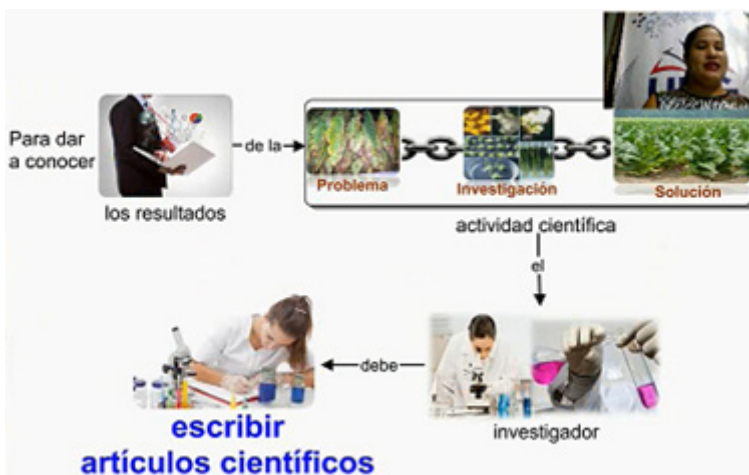 Para dar
a conocer
los resultados
de la
Problema
Investigación
Solución
actividad científica
el
investigador
debe
escribir
artículos científicos